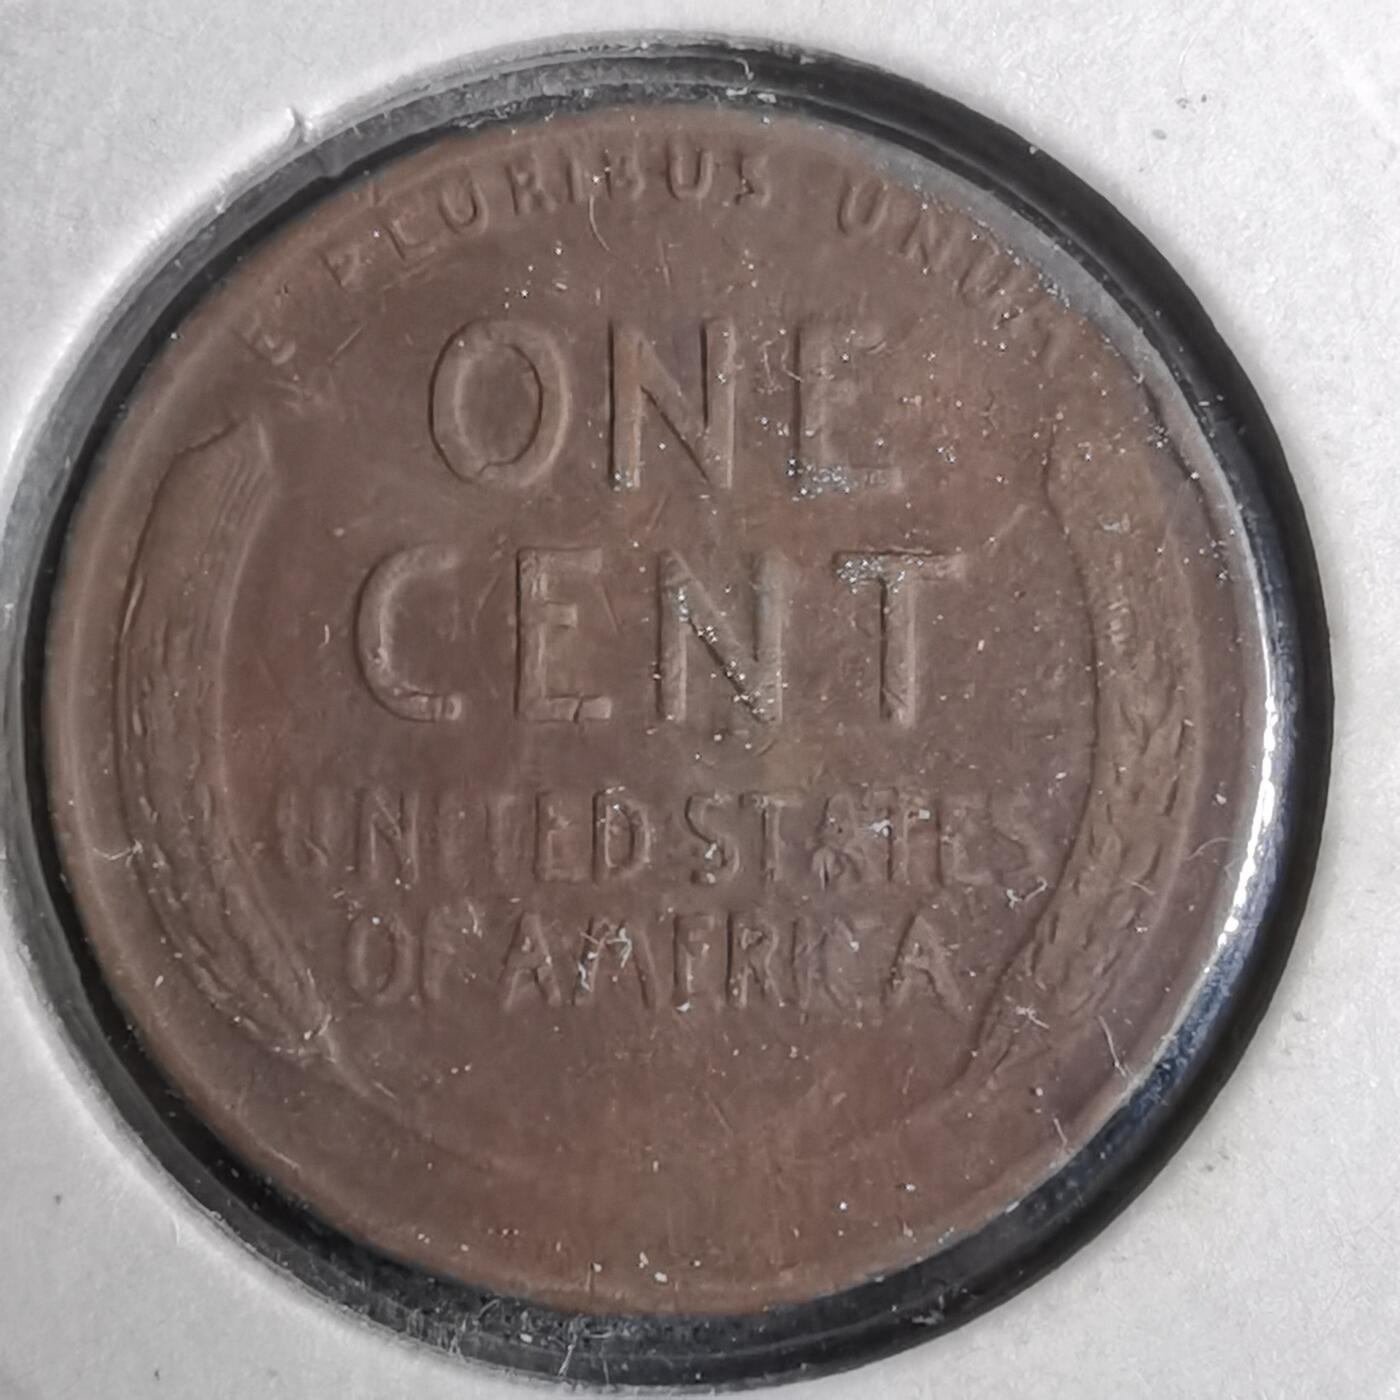 E PLURIBUS UNUM
ONE
CENT
UNITED STATES
OF AMERICA